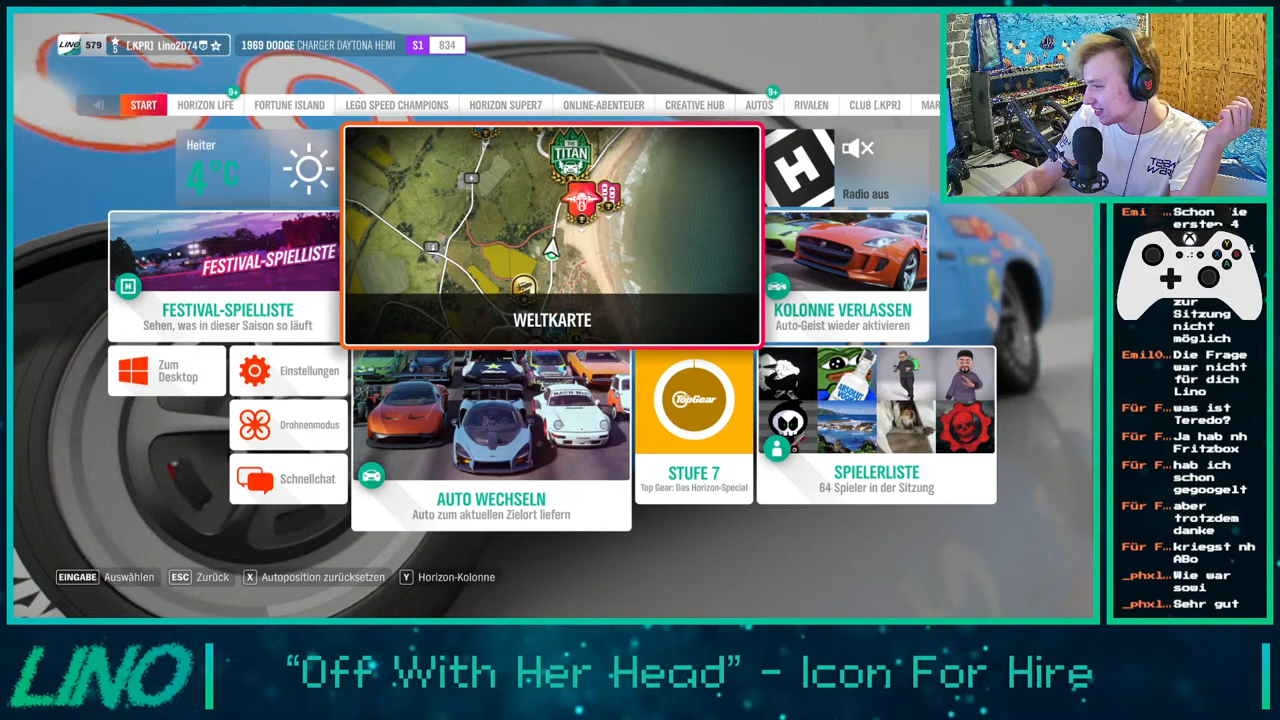 LINO 579 5 [.KPR] Lino2074 1969 DODGE CHARGER DAYTONA HEMI S1 834
9+ 9+
START HORIZON LIFE FORTUNE ISLAND LEGO SPEED CHAMPIONS HORIZON SUPER7 ONLINE-ABENTEUER CREATIVE HUB AUTOS RIVALEN CLUB [.KPR] MAR
Heiter
4°C
THE TITAN
H
Radio aus
FESTIVAL-SPIELLISTE
FESTIVAL-SPIELLISTE
Sehen, was in dieser Saison so läuft
WELTKARTE
KOLONNE VERLASSEN
Auto-Geist wieder aktivieren
Zum
Desktop
Einstellungen
Drohnenmodus
Schnellchat
AUTO WECHSELN
Auto zum aktuellen Zielort liefern
TopGear
STUFE 7
Top Gear: Das Horizon-Special
SPIELERLISTE
64 Spieler in der Sitzung
EINGABE Auswählen ESC Zurück X Autoposition zurücksetzen Y Horizon-Kolonne
TEEN
Emi ...Schon ie
ersten 4
zur
Sitzung
nicht
möglich
Emil0...Die Frage
war nicht
für dich
Lino
Für F...was ist
Teredo?
Für F...Ja hab nh
Fritzbox
Für F...hab ich
schon
gegoogelt
Für F...aber
trotzdem
danke
Für F...kriegst nh
ABo
_phxl...Wie war
sowi
_phxl...Sehr gut
Y
X B
A
LINO
"Off With Her Head" - Icon For Hire